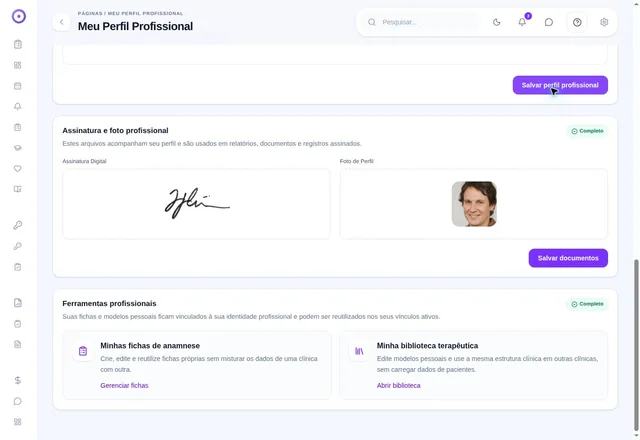 PÁGINAS / MEU PERFIL PROFISSIONAL
Meu Perfil Profissional
Pesquisar...
Salvar perfil profissional
Assinatura e foto profissional
Completo
Estes arquivos acompanham seu perfil e são usados em relatórios, documentos e registros assinados.
Assinatura Digital
Foto de Perfil
Salvar documentos
Ferramentas profissionais
Completo
Suas fichas e modelos pessoais ficam vinculados à sua identidade profissional e podem ser reutilizados nos seus vínculos ativos.
Minhas fichas de anamnese
Crie, edite e reutilize fichas próprias sem misturar os dados de uma clínica
com outra.
Gerenciar fichas
Minha biblioteca terapêutica
Edite modelos pessoais e use a mesma estrutura clínica em outras clínicas,
sem carregar dados de pacientes.
Abrir biblioteca